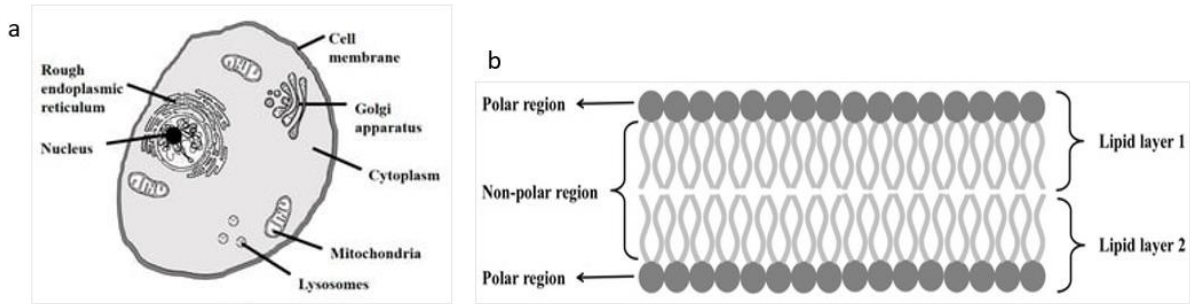 a
Cell
membrane
Rough
endoplasmic
reticulum
Golgi
apparatus
Nucleus
Cytoplasm
Mitochondria
Lysosomes
b
Polar region
Lipid layer 1
Non-polar region
Lipid layer 2
Polar region